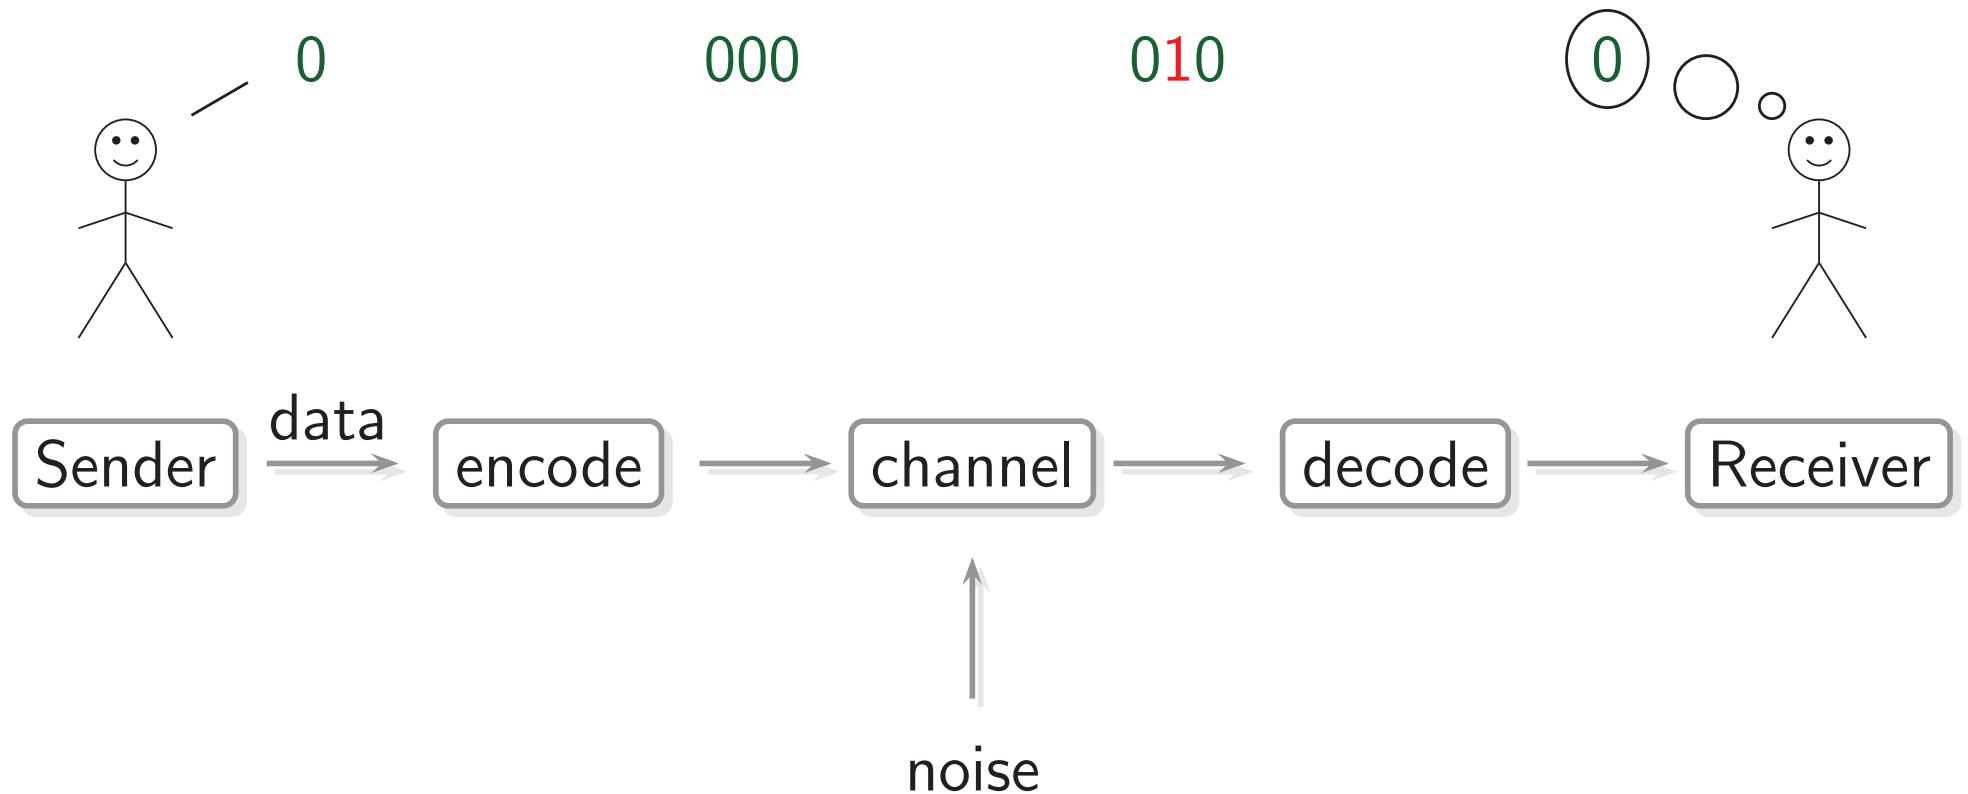 0 000 010 0
data
Sender encode channel decode Receiver
noise